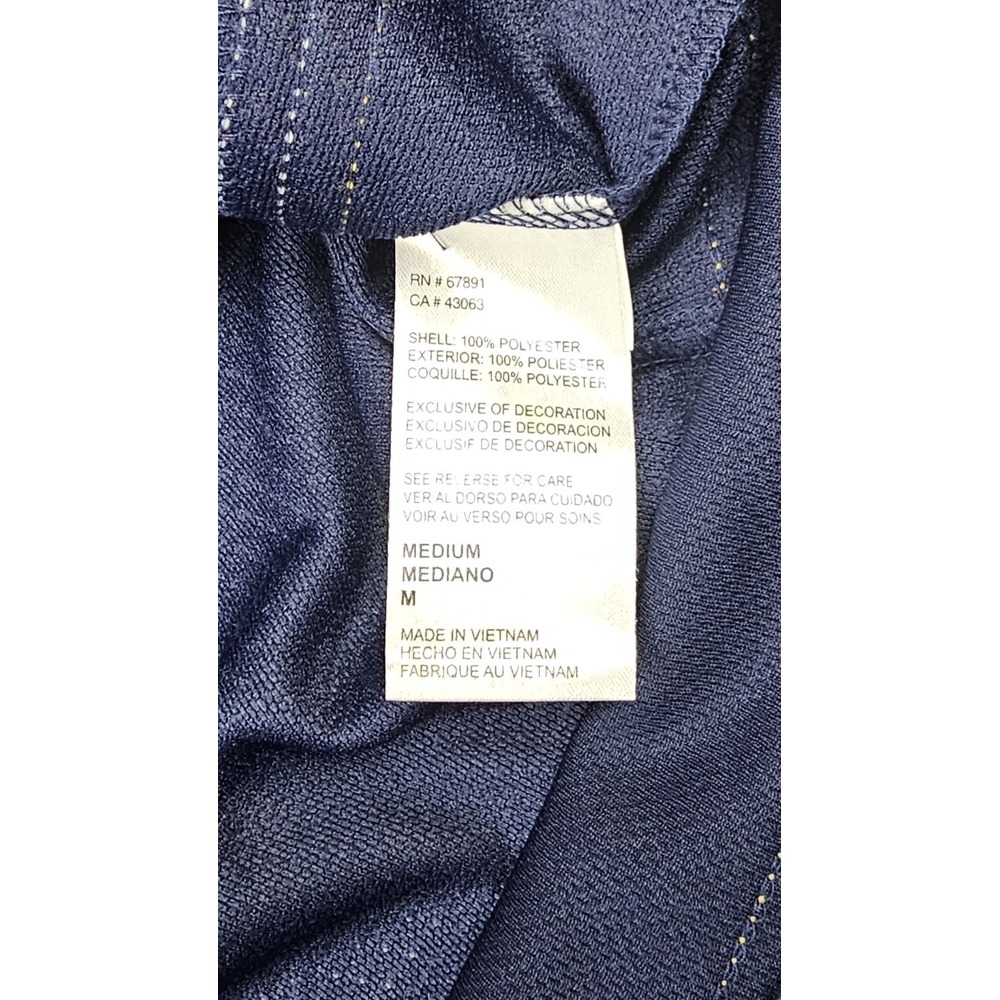 RN # 67891
CA # 43063
SHELL: 100% POLYESTER
EXTERIOR: 100% POLIESTER
COQUILLE: 100% POLYESTER
EXCLUSIVE OF DECORATION
EXCLUSIVO DE DECORACION
EXCLUSIF DE DECORATION
SEE REVERSE FOR CARE
VER AL DORSO PARA CUIDADO
VOIR AU VERSO POUR SOINS
MEDIUM
MEDIANO
M
MADE IN VIETNAM
HECHO EN VIETNAM
FABRIQUE AU VIETNAM